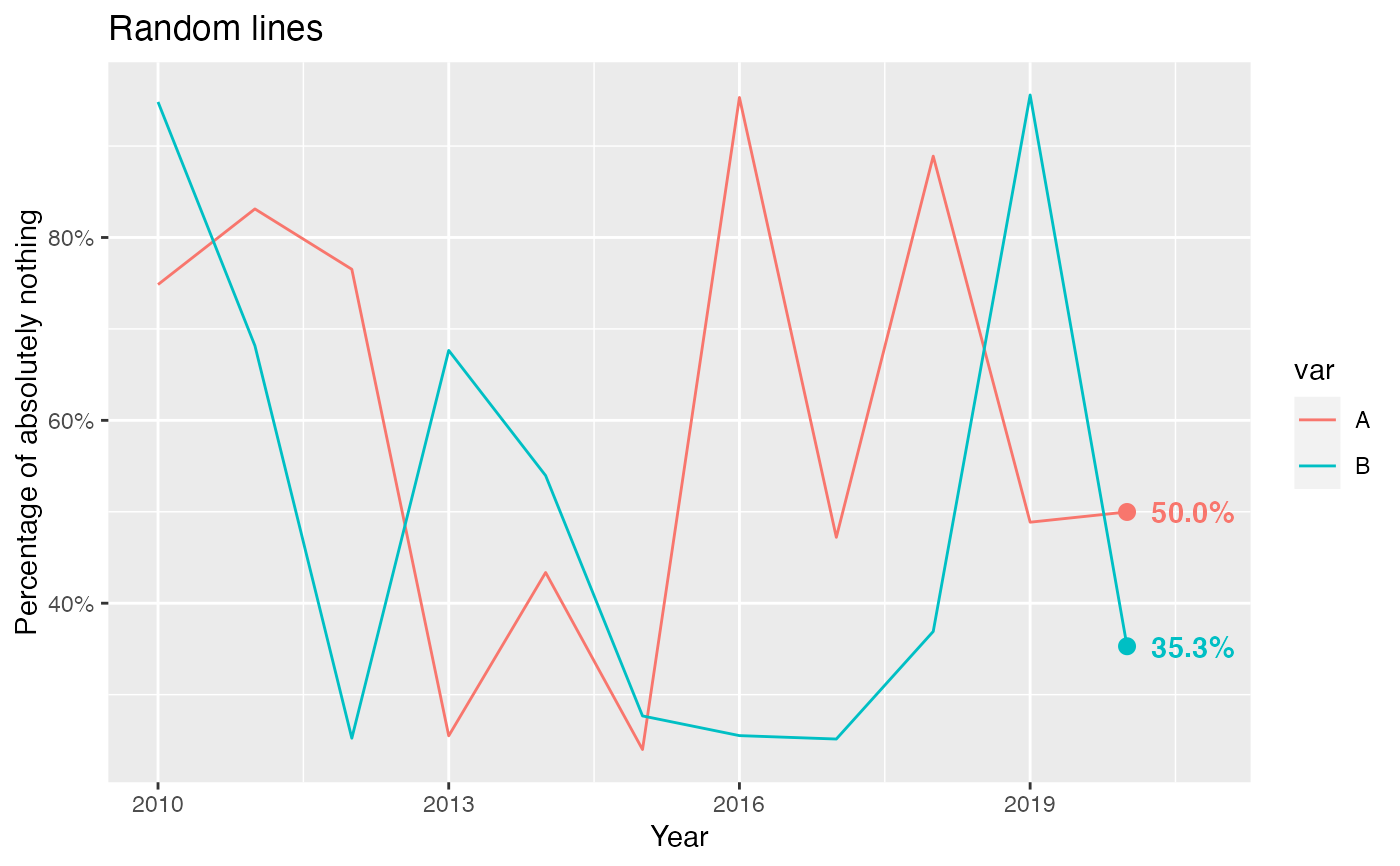 Random lines
Percentage of absolutely nothing
80%
60%
40%
50.0%
35.3%
2010
2013
2016
2019
Year
var
A
B